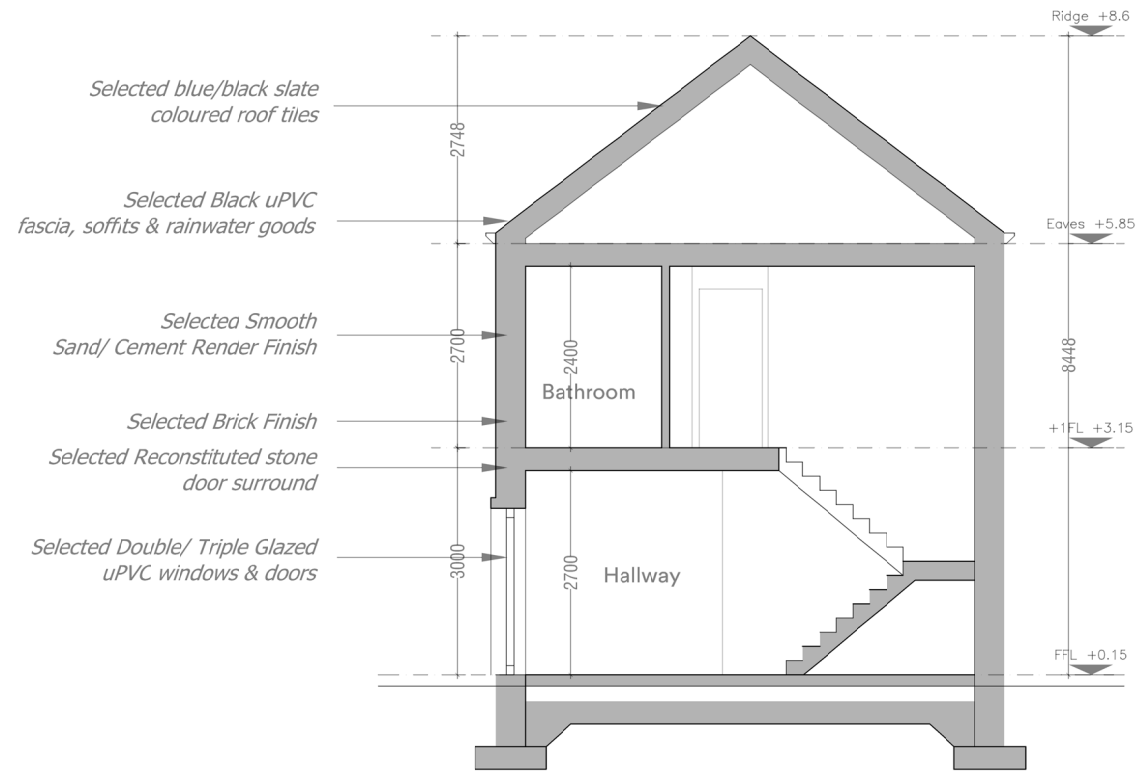 Ridge +8.6
Selected blue/black slate
coloured roof tiles
2748
Selected Black uPVC
fascia, soffits & rainwater goods
Eaves +5.85
Selected Smooth
Sand/ Cement Render Finish
2700
2400
8448
Bathroom
Selected Brick Finish
+1FL +3.15
Selected Reconstituted stone
door surround
Selected Double/ Triple Glazed
uPVC windows & doors
3000
2700
Hallway
FFL +0.15